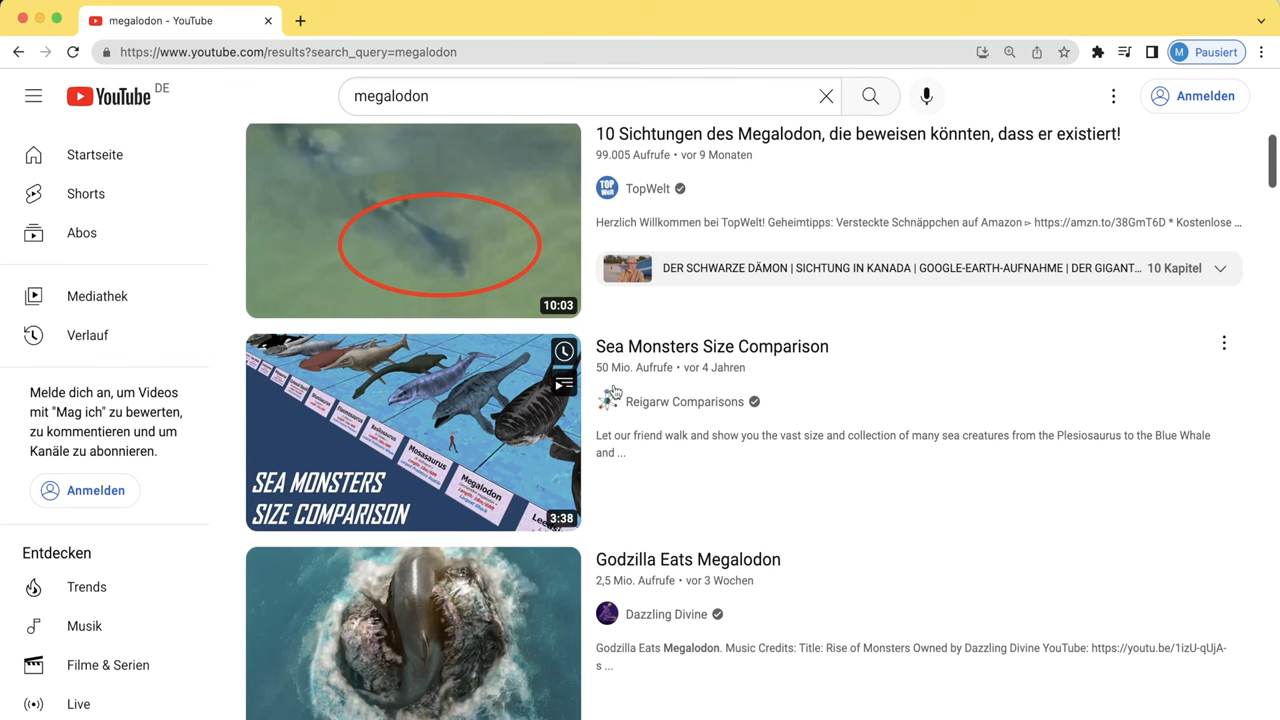 megalodon - YouTube
https://www.youtube.com/results?search_query=megalodon
M Pausiert
YouTube DE
megalodon
Anmelden
Startseite
Shorts
Abos
Mediathek
Verlauf
Melde dich an, um Videos
mit "Mag ich" zu bewerten,
zu kommentieren und um
Kanäle zu abonnieren.
Anmelden
Entdecken
Trends
Musik
Filme & Serien
Live
10:03
10 Sichtungen des Megalodon, die beweisen könnten, dass er existiert!
99.005 Aufrufe • vor 9 Monaten
TOP
Welt
TopWelt
Herzlich Willkommen bei TopWelt! Geheimtipps: Versteckte Schnäppchen auf Amazon ▻ https://amzn.to/38GmT6D * Kostenlose ...
DER SCHWARZE DÄMON | SICHTUNG IN KANADA | GOOGLE-EARTH-AUFNAHME | DER GIGANT... 10 Kapitel
Mosasaurus
Megalodon
SEA MONSTERS
SIZE COMPARISON
3:38
Sea Monsters Size Comparison
50 Mio. Aufrufe • vor 4 Jahren
Reigarw Comparisons
Let our friend walk and show you the vast size and collection of many sea creatures from the Plesiosaurus to the Blue Whale
and ...
Godzilla Eats Megalodon
2,5 Mio. Aufrufe • vor 3 Wochen
Dazzling Divine
Godzilla Eats Megalodon. Music Credits: Title: Rise of Monsters Owned by Dazzling Divine YouTube: https://youtu.be/1izU-qUjA-
s ...